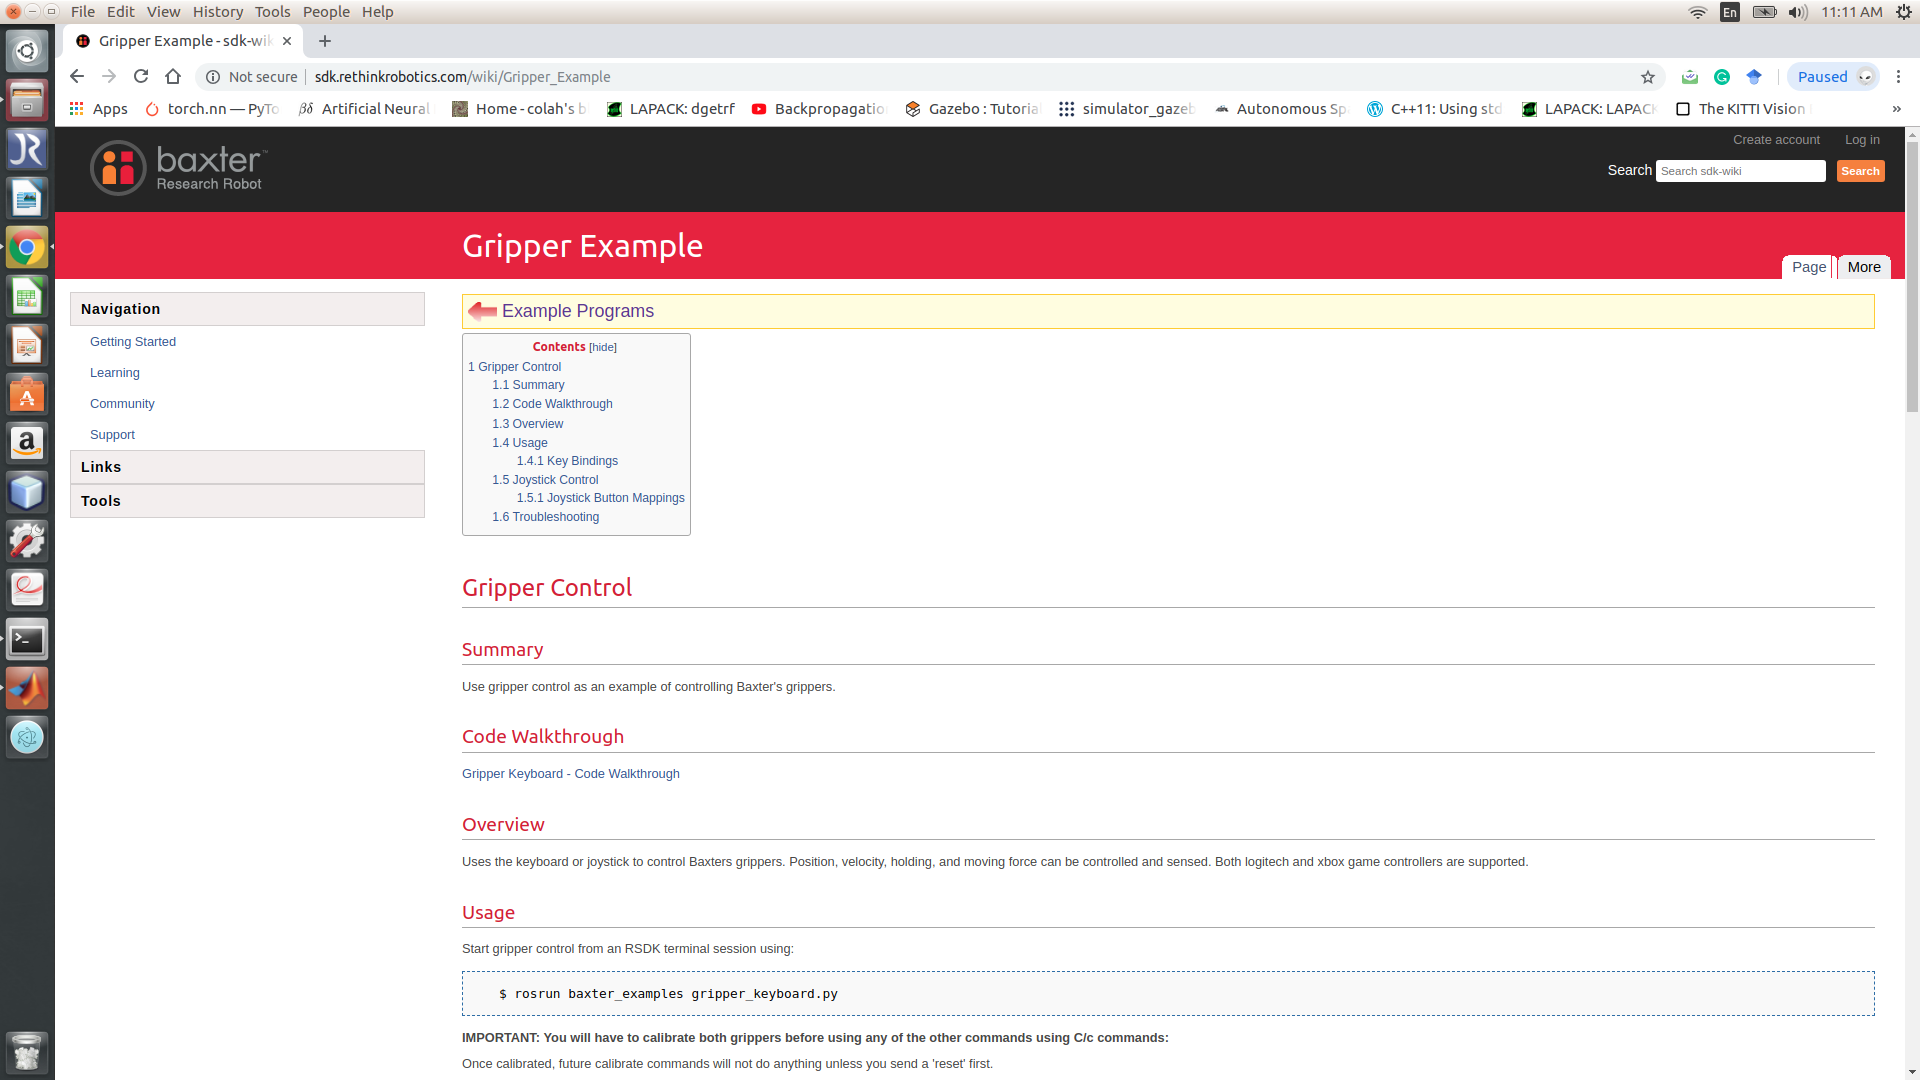 File Edit View History Tools People Help
En 11:11 AM
Gripper Example - sdk-wik
Not secure sdk.rethinkrobotics.com/wiki/Gripper_Example Paused
Apps torch.nn — PyTo βδ Artificial Neural Home - colah's b LAPACK: dgetrf Backpropagatio Gazebo : Tutoria simulator_gazeb Autonomous Sp C++11: Using std LAPACK: LAPACK The KITTI Vision »
Create account Log in
baxter™
Research Robot
Search Search sdk-wiki Search
Gripper Example
Page More
Navigation
Getting Started
Learning
Community
Support
Links
Tools
Example Programs
Contents [hide]
1 Gripper Control
1.1 Summary
1.2 Code Walkthrough
1.3 Overview
1.4 Usage
1.4.1 Key Bindings
1.5 Joystick Control
1.5.1 Joystick Button Mappings
1.6 Troubleshooting
Gripper Control
Summary
Use gripper control as an example of controlling Baxter's grippers.
Code Walkthrough
Gripper Keyboard - Code Walkthrough
Overview
Uses the keyboard or joystick to control Baxters grippers. Position, velocity, holding, and moving force can be controlled and sensed. Both logitech and xbox game controllers are supported.
Usage
Start gripper control from an RSDK terminal session using:
$ rosrun baxter_examples gripper_keyboard.py
IMPORTANT: You will have to calibrate both grippers before using any of the other commands using C/c commands:
Once calibrated, future calibrate commands will not do anything unless you send a 'reset' first.